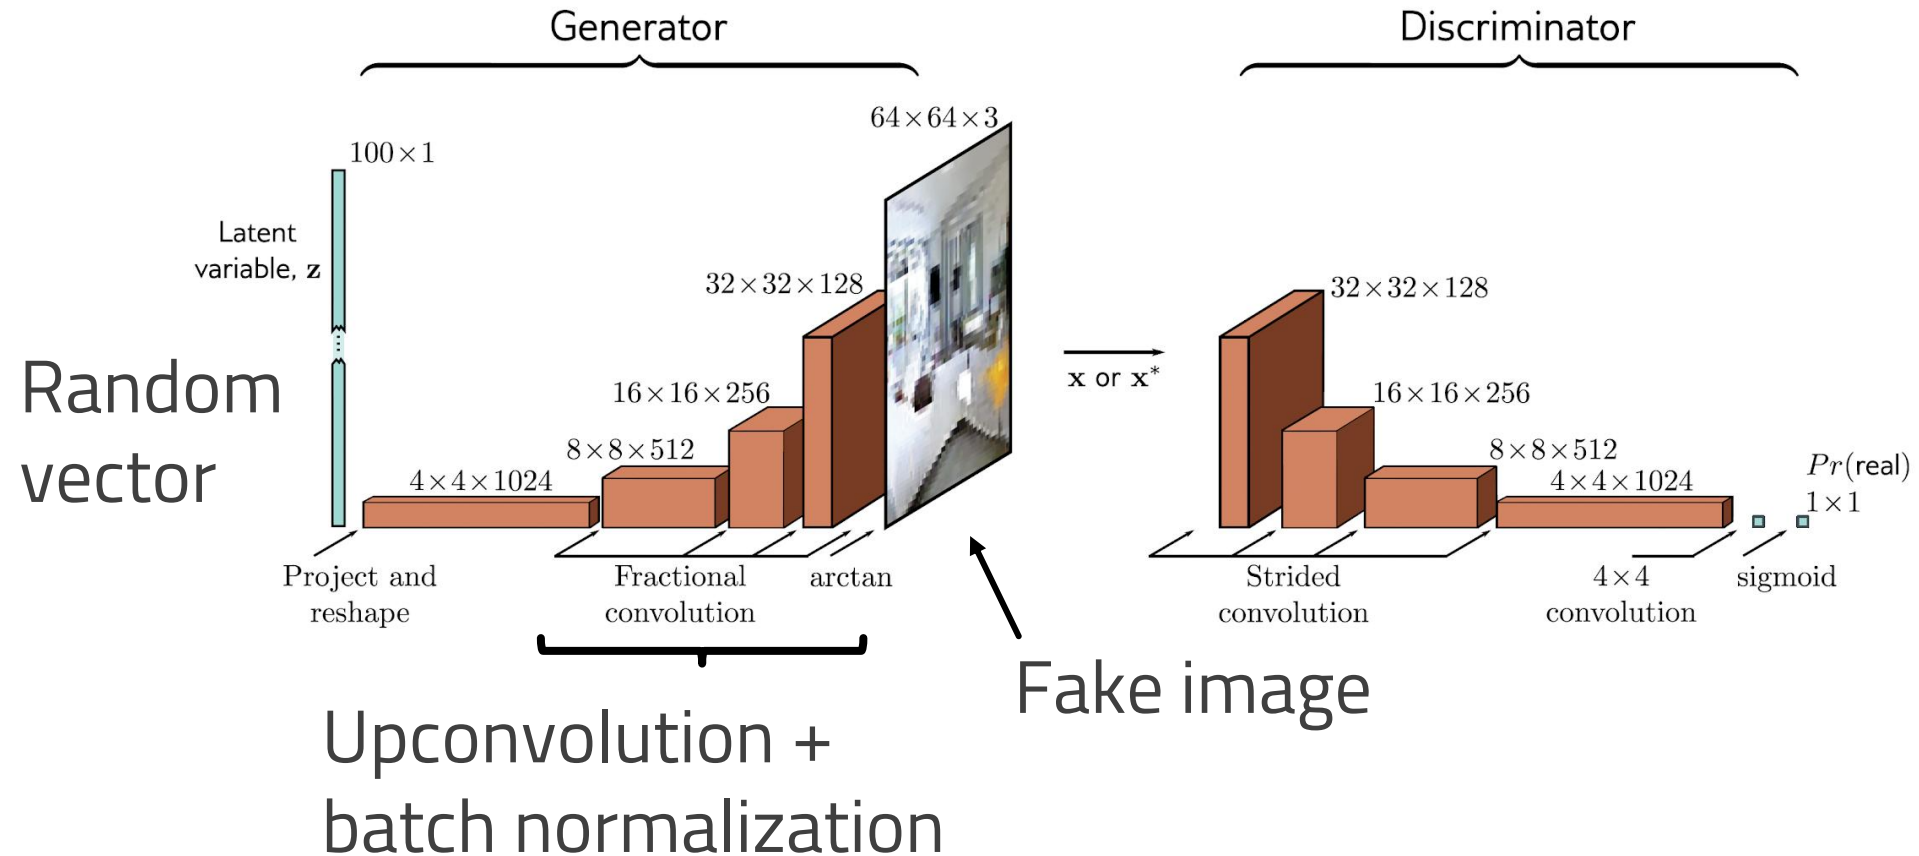 Generator
Discriminator
64×64×3
100×1
Latent
variable, z
32×32×128
32×32×128
x or x*
Random
vector
16×16×256
16×16×256
8×8×512
8×8×512
4×4×1024
4×4×1024
Pr(real)
1×1
Project and
reshape
Fractional
convolution
arctan
Strided
convolution
4×4
convolution
sigmoid
Fake image
Upconvolution +
batch normalization